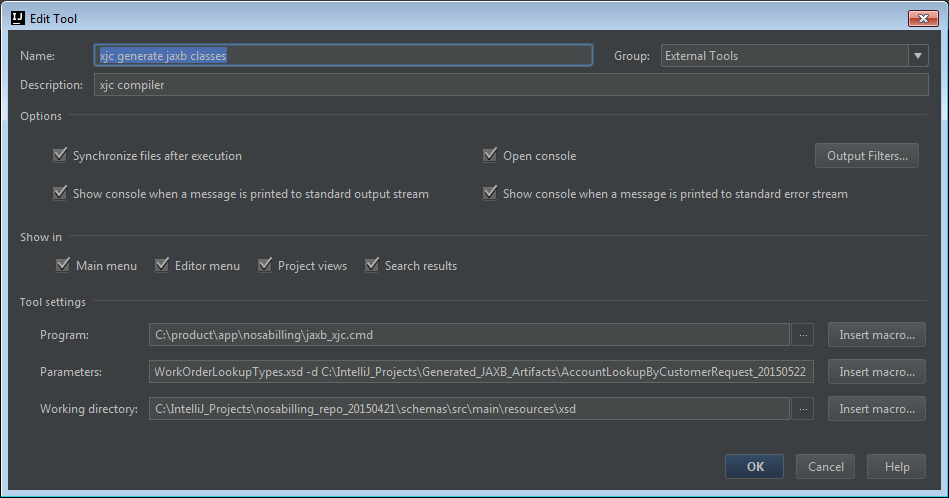 IJ Edit Tool
Name: xjc generate jaxb classes Group: External Tools
Description: xjc compiler
Options
Synchronize files after execution Open console Output Filters...
Show console when a message is printed to standard output stream Show console when a message is printed to standard error stream
Show in
Main menu Editor menu Project views Search results
Tool settings
Program: C:\product\app\nosabilling\jaxb_xjc.cmd ... Insert macro...
Parameters: WorkOrderLookupTypes.xsd -d C:\IntelliJ_Projects\Generated_JAXB_Artifacts\AccountLookupByCustomerRequest_20150522 Insert macro...
Working directory: C:\IntelliJ_Projects\nosabilling_repo_20150421\schemas\src\main\resources\xsd ... Insert macro...
OK Cancel Help